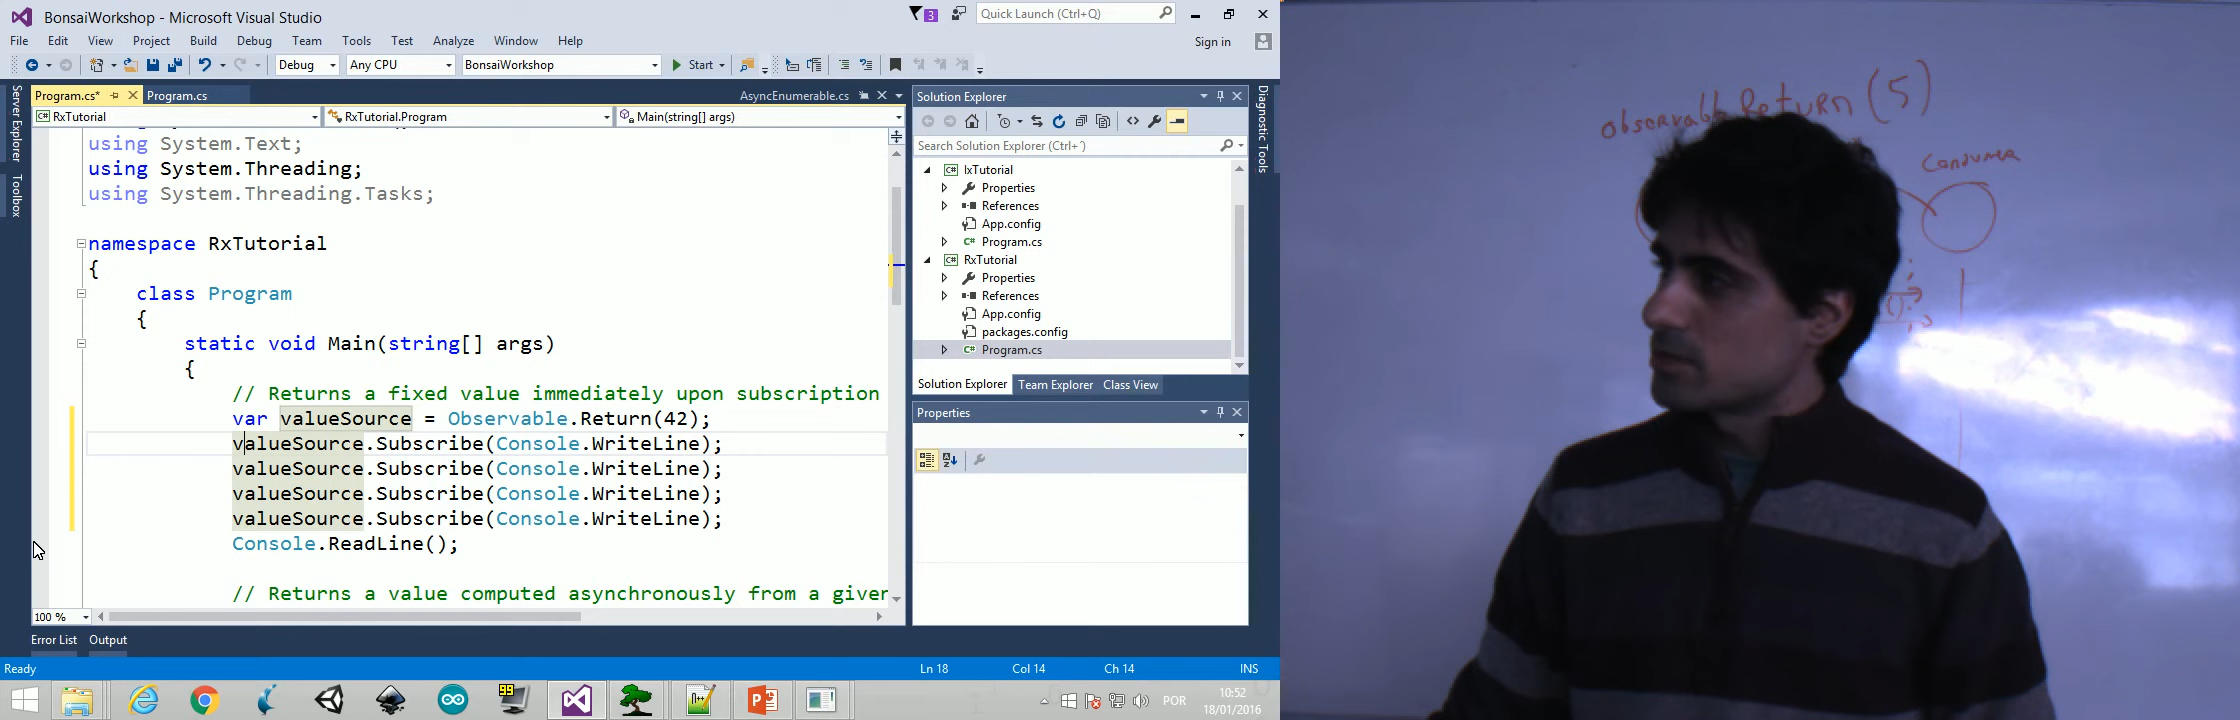 BonsaiWorkshop - Microsoft Visual Studio
3
Quick Launch (Ctrl+Q)
File Edit View Project Build Debug Team Tools Test Analyze Window Help
Sign in
Debug Any CPU BonsaiWorkshop Start
Server Explorer
Toolbox
Program.cs* Program.cs AsyncEnumerable.cs
RxTutorial RxTutorial.Program Main(string[] args)
using System.Text;
using System.Threading;
using System.Threading.Tasks;
namespace RxTutorial
{
class Program
{
static void Main(string[] args)
{
// Returns a fixed value immediately upon subscription
var valueSource = Observable.Return(42);
valueSource.Subscribe(Console.WriteLine);
valueSource.Subscribe(Console.WriteLine);
valueSource.Subscribe(Console.WriteLine);
valueSource.Subscribe(Console.WriteLine);
Console.ReadLine();
// Returns a value computed asynchronously from a given
100 %
Error List Output
Solution Explorer
Search Solution Explorer (Ctrl+´)
IxTutorial
Properties
References
App.config
Program.cs
RxTutorial
Properties
References
App.config
packages.config
Program.cs
Solution Explorer Team Explorer Class View
Properties
Diagnostic Tools
Ready Ln 18 Col 14 Ch 14 INS
99
POR
10:52
18/01/2016
observable Return (5)